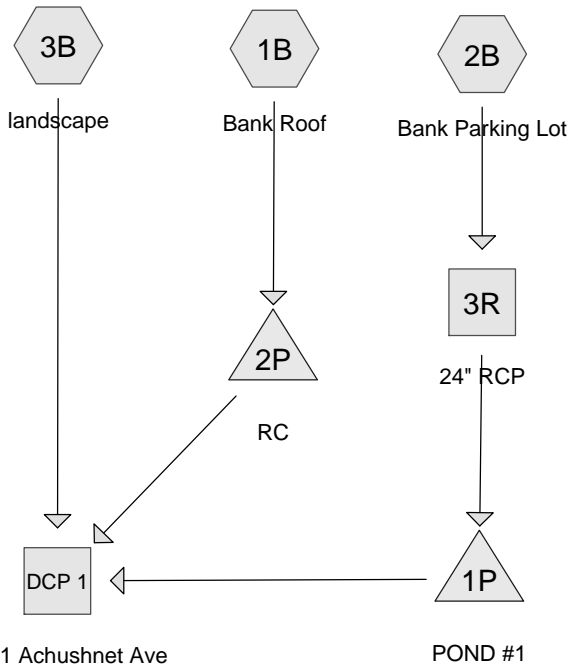 3B
1B
2B
landscape
Bank Roof
Bank Parking Lot
3R
2P
24" RCP
RC
DCP 1
1P
1 Achushnet Ave
POND #1